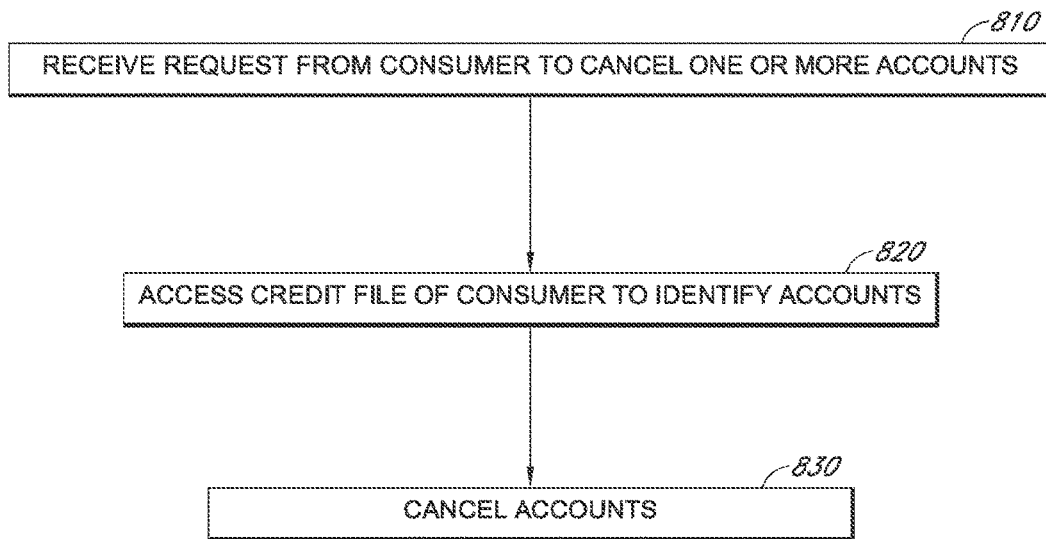 810
RECEIVE REQUEST FROM CONSUMER TO CANCEL ONE OR MORE ACCOUNTS
820
ACCESS CREDIT FILE OF CONSUMER TO IDENTIFY ACCOUNTS
830
CANCEL ACCOUNTS